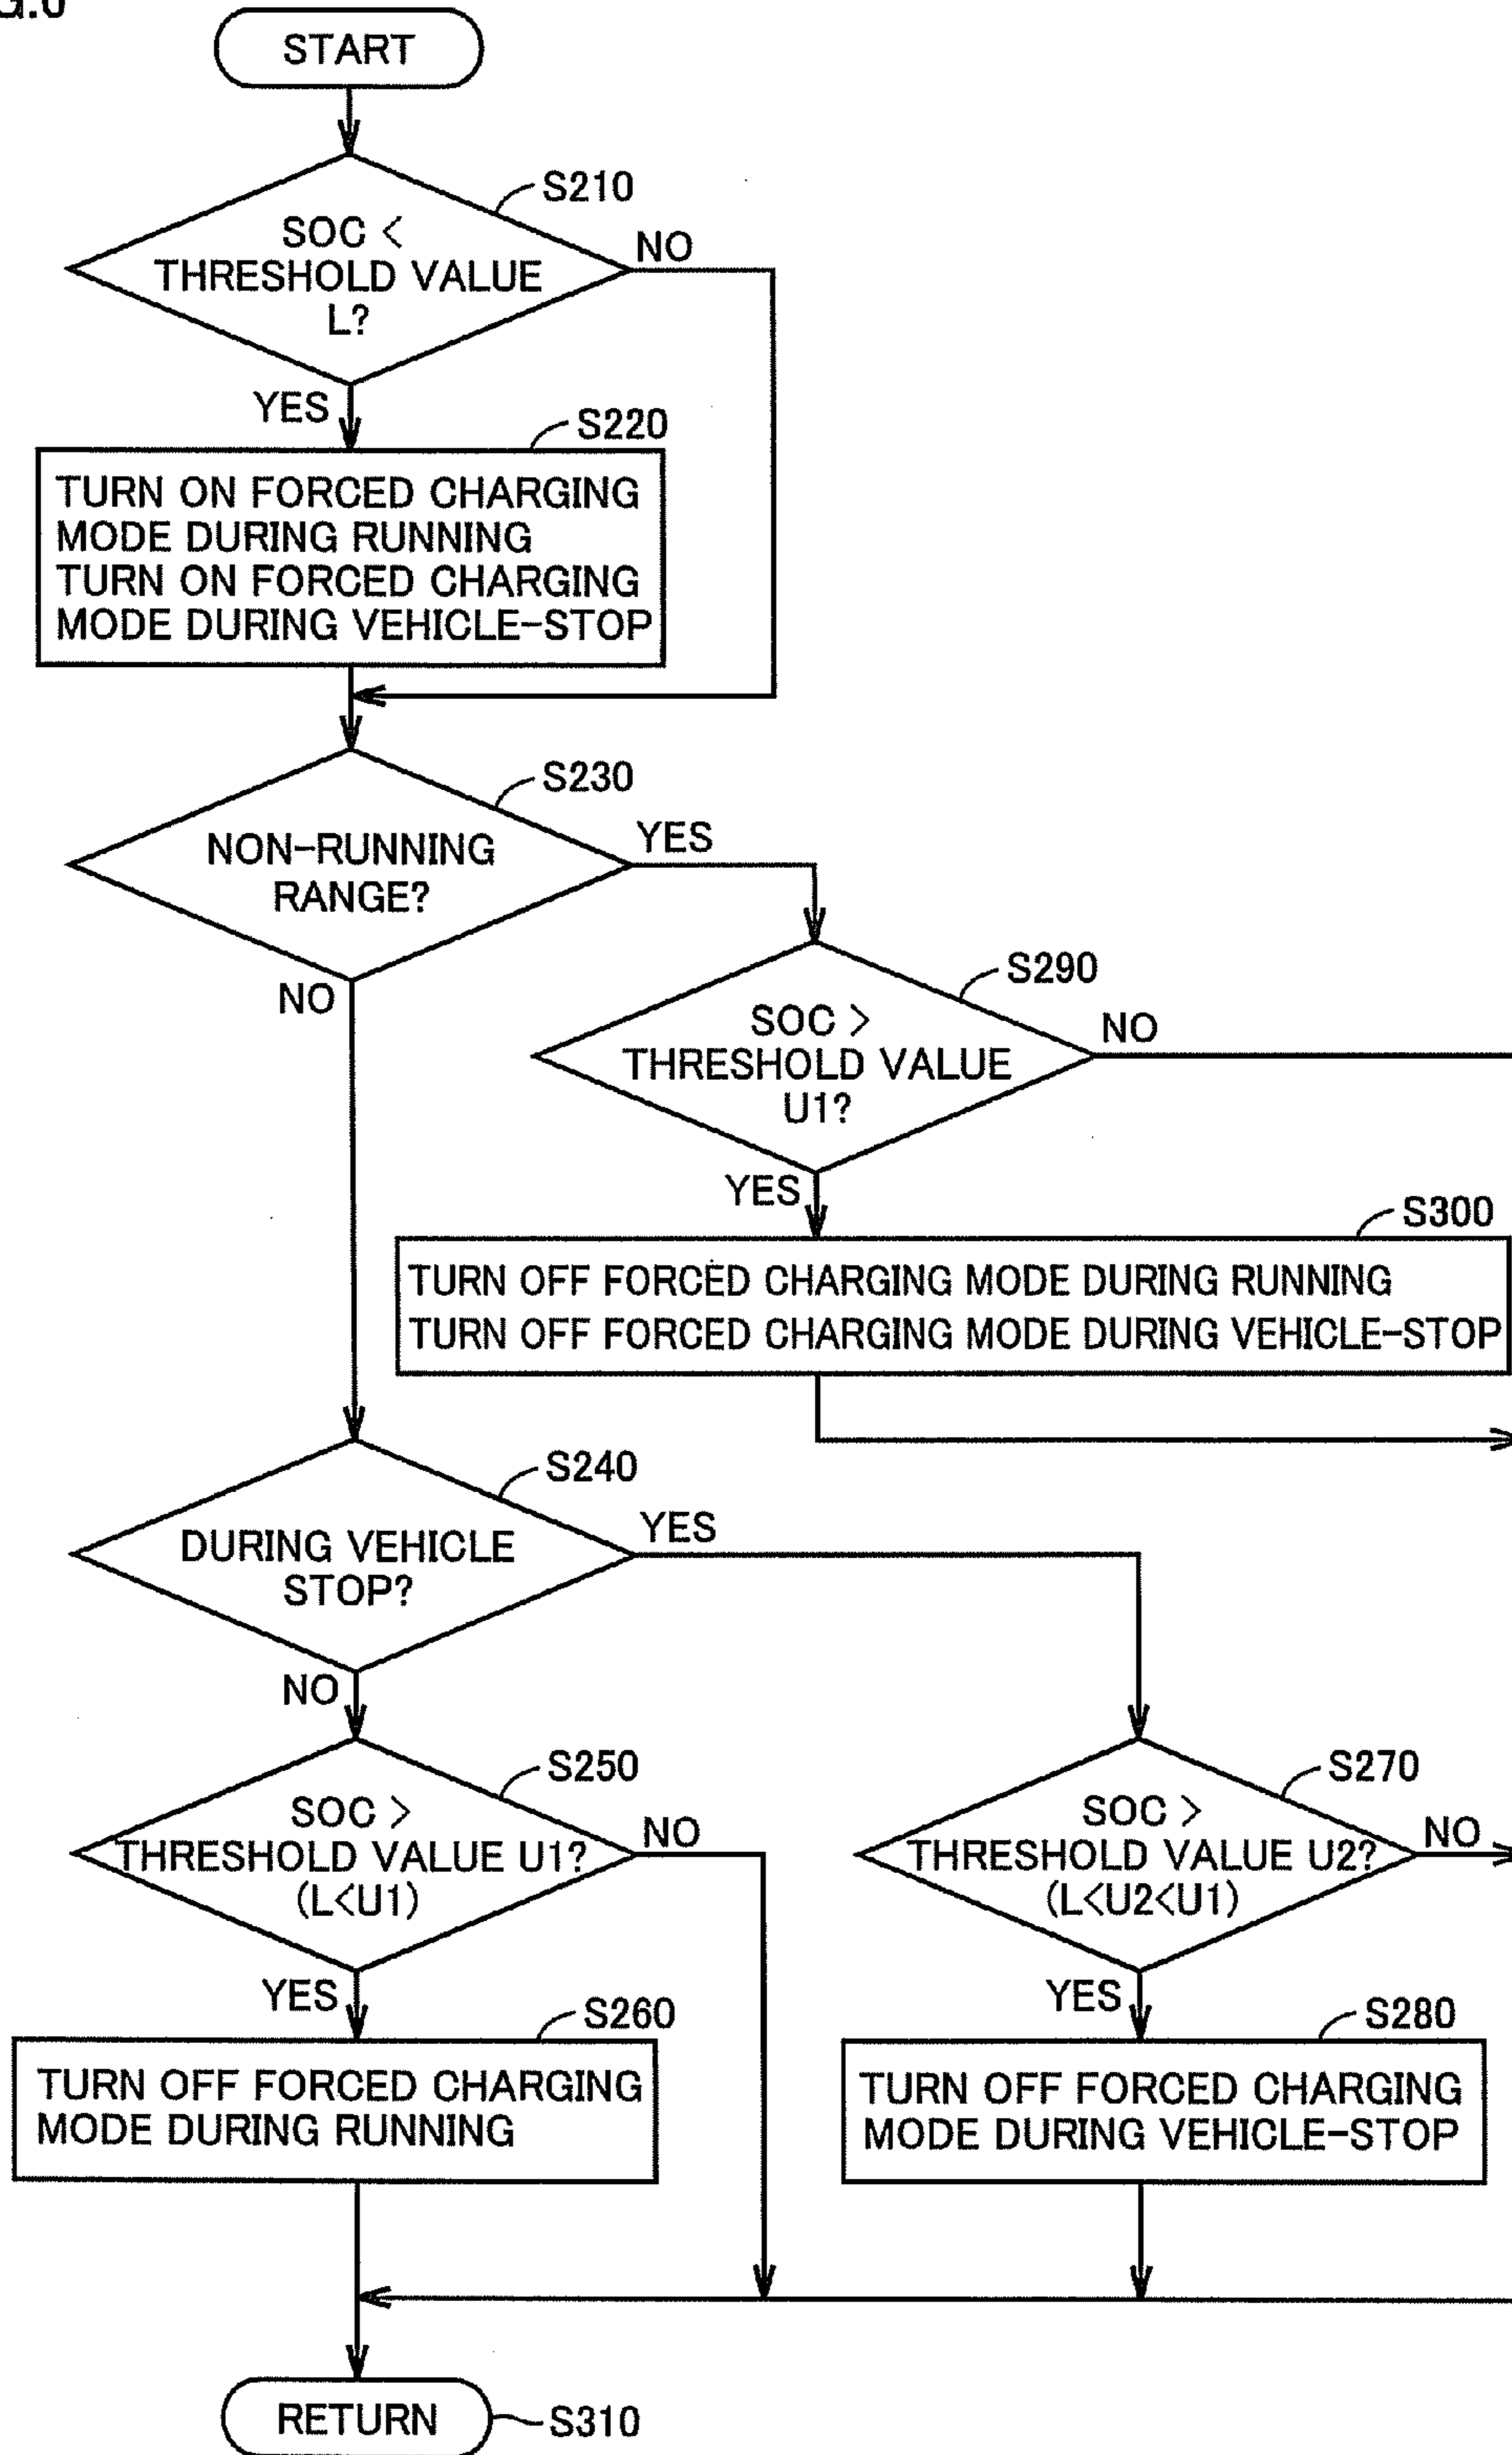 START
S210
SOC <
THRESHOLD VALUE
L?
NO
YES
S220
TURN ON FORCED CHARGING
MODE DURING RUNNING
TURN ON FORCED CHARGING
MODE DURING VEHICLE-STOP
S230
NON-RUNNING
RANGE?
YES
NO
S290
SOC >
THRESHOLD VALUE
U1?
NO
YES
S300
TURN OFF FORCED CHARGING MODE DURING RUNNING
TURN OFF FORCED CHARGING MODE DURING VEHICLE-STOP
S240
DURING VEHICLE
STOP?
YES
NO
S250
SOC >
THRESHOLD VALUE U1?
(L<U1)
NO
YES
S270
SOC >
THRESHOLD VALUE U2?
(L<U2<U1)
NO
YES
S260
TURN OFF FORCED CHARGING
MODE DURING RUNNING
S280
TURN OFF FORCED CHARGING
MODE DURING VEHICLE-STOP
RETURN
S310